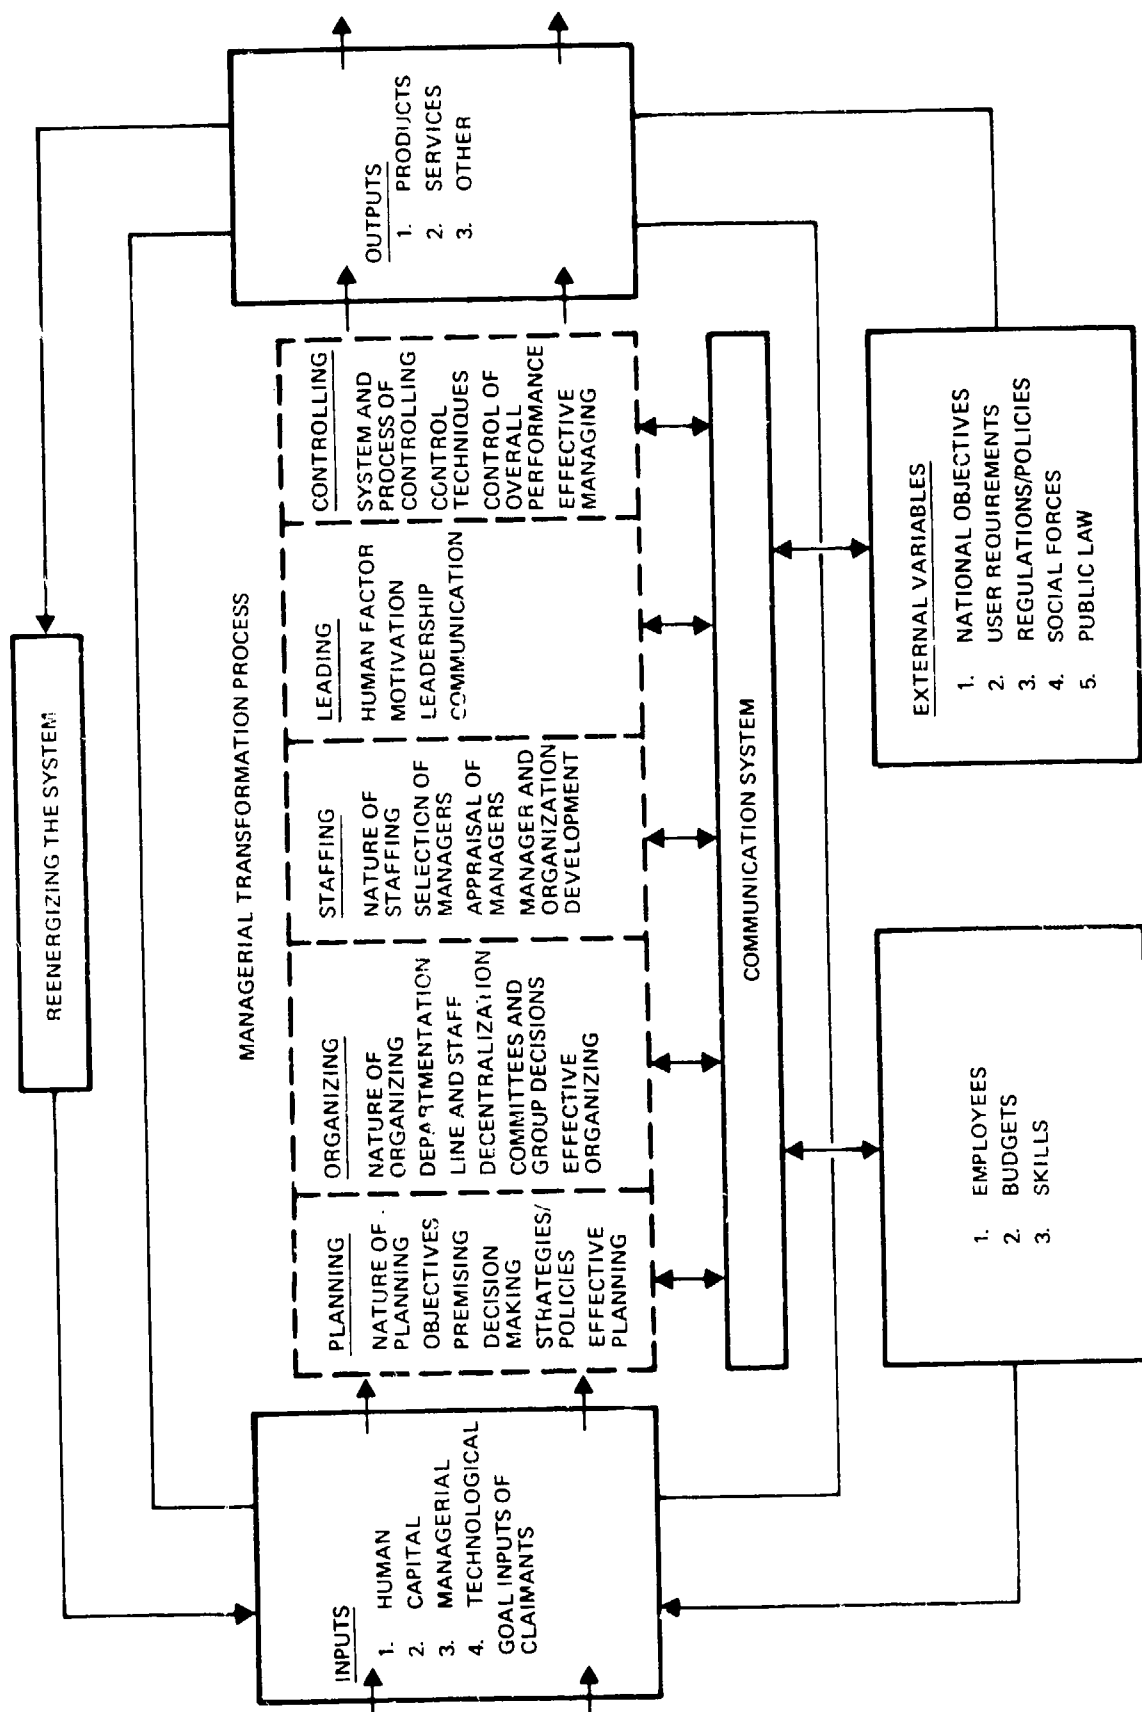 REENERGIZING THE SYSTEM
MANAGERIAL TRANSFORMATION PROCESS
INPUTS
1. HUMAN
2. CAPITAL
3. MANAGERIAL
4. TECHNOLOGICAL
GOAL INPUTS OF
CLAIMANTS
PLANNING
NATURE OF
PLANNING
OBJECTIVES
PREMISING
DECISION
MAKING
STRATEGIES/
POLICIES
EFFECTIVE
PLANNING
ORGANIZING
NATURE OF
ORGANIZING
DEPARTMENTATION
LINE AND STAFF
DECENTRALIZATION
COMMITTEES AND
GROUP DECISIONS
EFFECTIVE
ORGANIZING
STAFFING
NATURE OF
STAFFING
SELECTION OF
MANAGERS
APPRAISAL OF
MANAGERS
MANAGER AND
ORGANIZATION
DEVELOPMENT
LEADING
HUMAN FACTOR
MOTIVATION
LEADERSHIP
COMMUNICATION
CONTROLLING
SYSTEM AND
PROCESS OF
CONTROLLING
CONTROL
TECHNIQUES
CONTROL OF
OVERALL
PERFORMANCE
EFFECTIVE
MANAGING
OUTPUTS
1. PRODUCTS
2. SERVICES
3. OTHER
COMMUNICATION SYSTEM
1. EMPLOYEES
2. BUDGETS
3. SKILLS
EXTERNAL VARIABLES
1. NATIONAL OBJECTIVES
2. USER REQUIREMENTS
3. REGULATIONS/POLICIES
4. SOCIAL FORCES
5. PUBLIC LAW